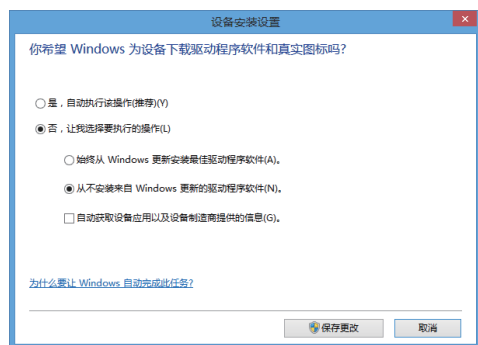 设备安装设置
你希望 Windows 为设备下载驱动程序软件和真实图标吗?
是，自动执行该操作(推荐)(Y)
否，让我选择要执行的操作(L)
始终从 Windows 更新安装最佳驱动程序软件(A)。
从不安装来自 Windows 更新的驱动程序软件(N)。
自动获取设备应用以及设备制造商提供的信息(G)。
为什么要让 Windows 自动完成此任务?
保存更改 取消